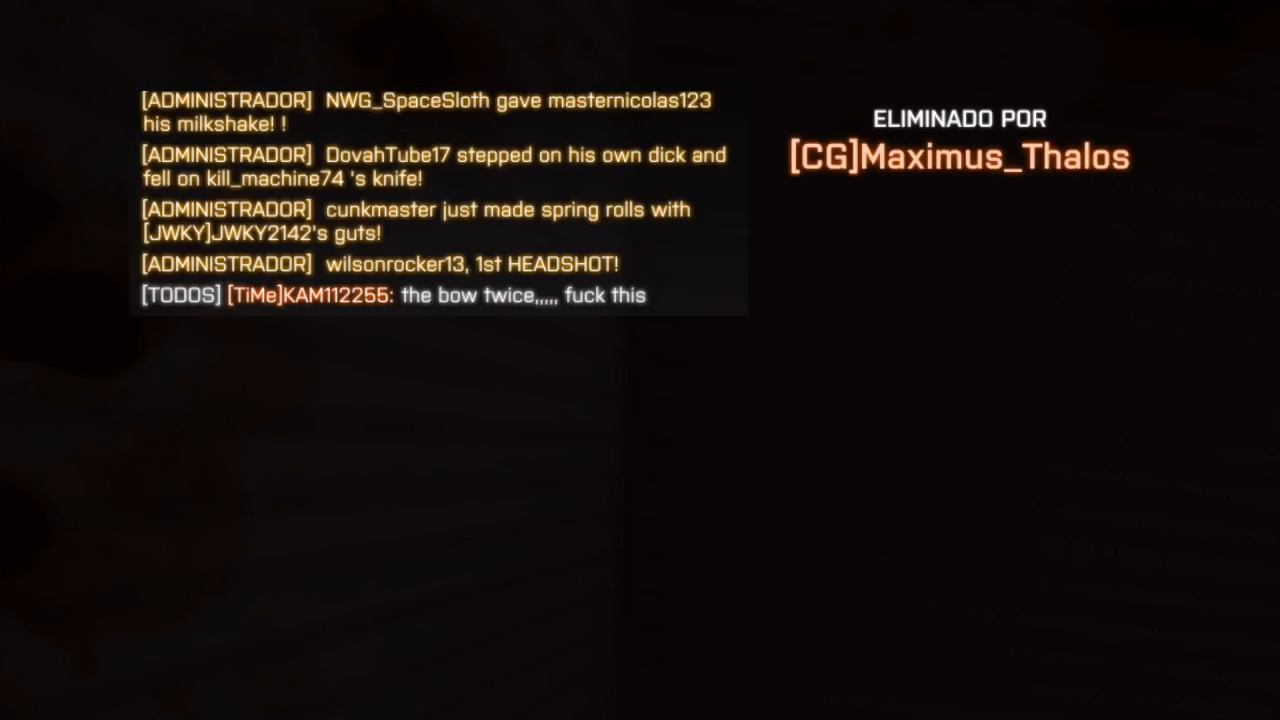 [ADMINISTRADOR] NWG_SpaceSloth gave masternicolas123
his milkshake! !
[ADMINISTRADOR] DovahTube17 stepped on his own dick and
fell on kill_machine74 's knife!
[ADMINISTRADOR] cunkmaster just made spring rolls with
[JWKY]JWKY2142's guts!
[ADMINISTRADOR] wilsonrocker13, 1st HEADSHOT!
[TODOS] [TiMe]KAM112255: the bow twice,,,,, fuck this
ELIMINADO POR
[CG]Maximus_Thalos